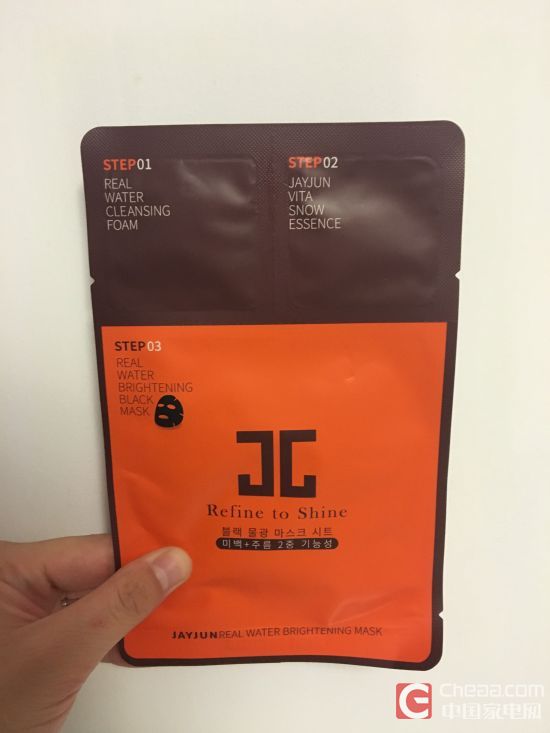 STEP01
REAL
WATER
CLEANSING
FOAM
STEP02
JAYJUN
VITA
SNOW
ESSENCE
STEP03
REAL
WATER
BRIGHTENING
BLACK
MASK
Refine to Shine
블랙 물광 마스크 시트
미백+주름 2중 기능성
JAYJUN REAL WATER BRIGHTENING MASK
Cheaa.com
中国家电网